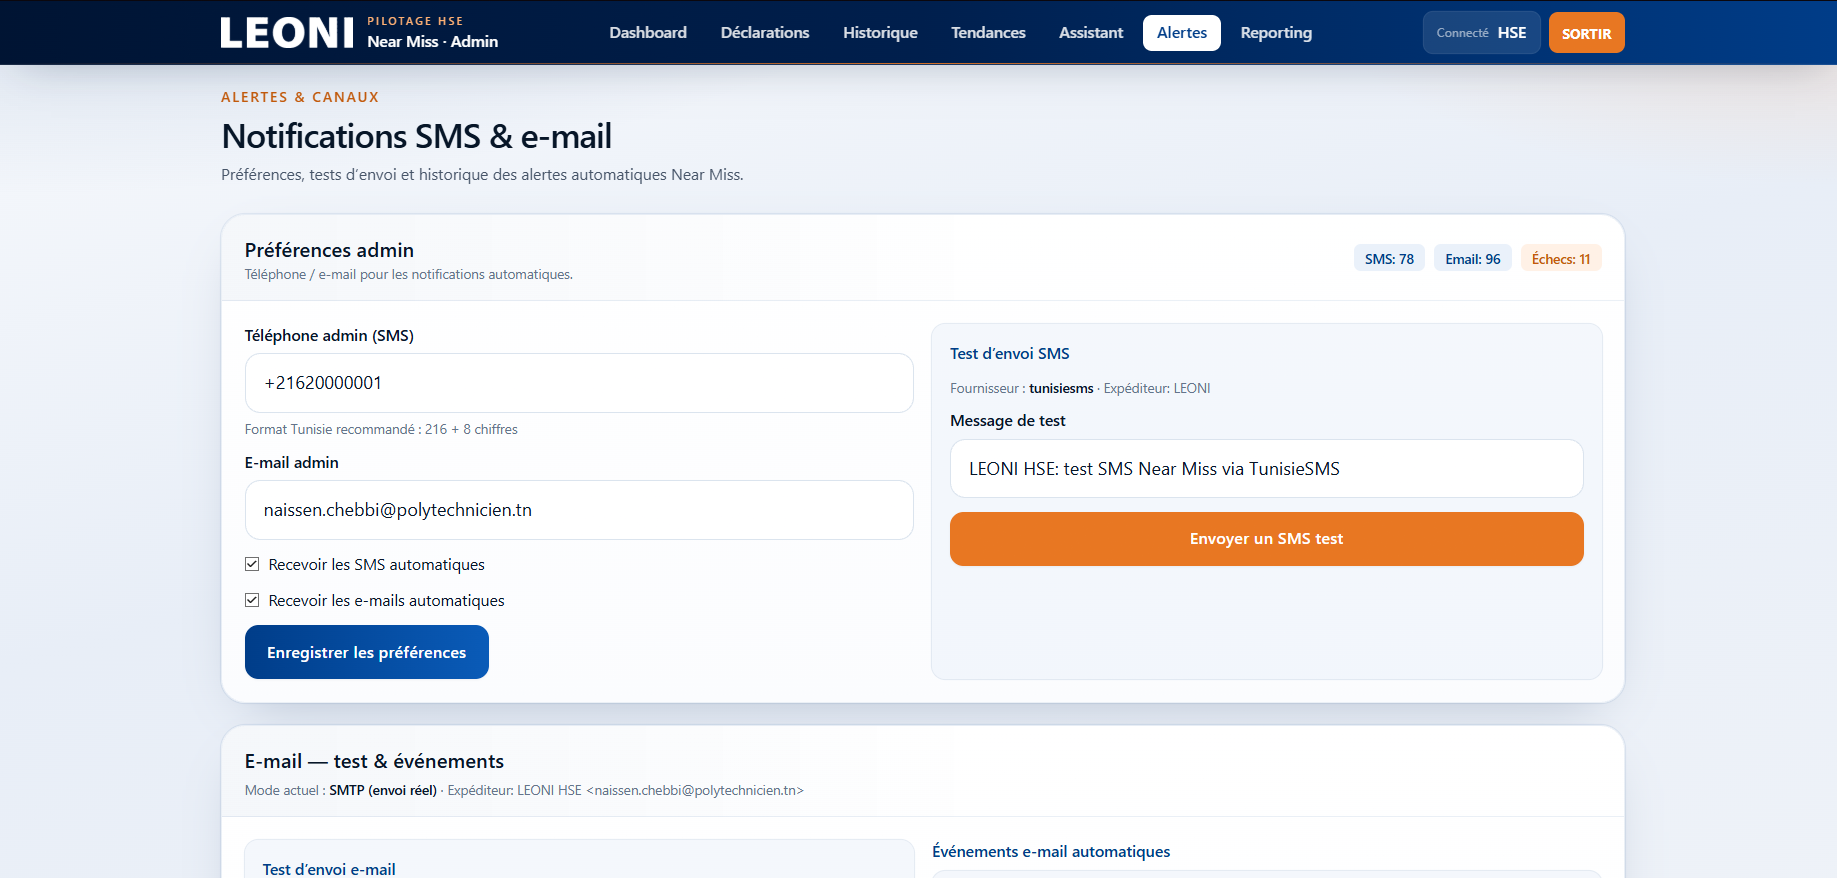 LEONI
PILOTAGE HSE
Near Miss · Admin
Dashboard
Déclarations
Historique
Tendances
Assistant
Alertes
Reporting
Connecté HSE
SORTIR
ALERTES & CANAUX
Notifications SMS & e-mail
Préférences, tests d’envoi et historique des alertes automatiques Near Miss.
Préférences admin
Téléphone / e-mail pour les notifications automatiques.
SMS: 78
Email: 96
Échecs: 11
Téléphone admin (SMS)
+21620000001
Format Tunisie recommandé : 216 + 8 chiffres
E-mail admin
naissen.chebbi@polytechnicien.tn
Recevoir les SMS automatiques
Recevoir les e-mails automatiques
Enregistrer les préférences
Test d’envoi SMS
Fournisseur : tunisiesms · Expéditeur: LEONI
Message de test
LEONI HSE: test SMS Near Miss via TunisieSMS
Envoyer un SMS test
E-mail — test & événements
Mode actuel : SMTP (envoi réel) · Expéditeur: LEONI HSE <naissen.chebbi@polytechnicien.tn>
Test d’envoi e-mail
Événements e-mail automatiques